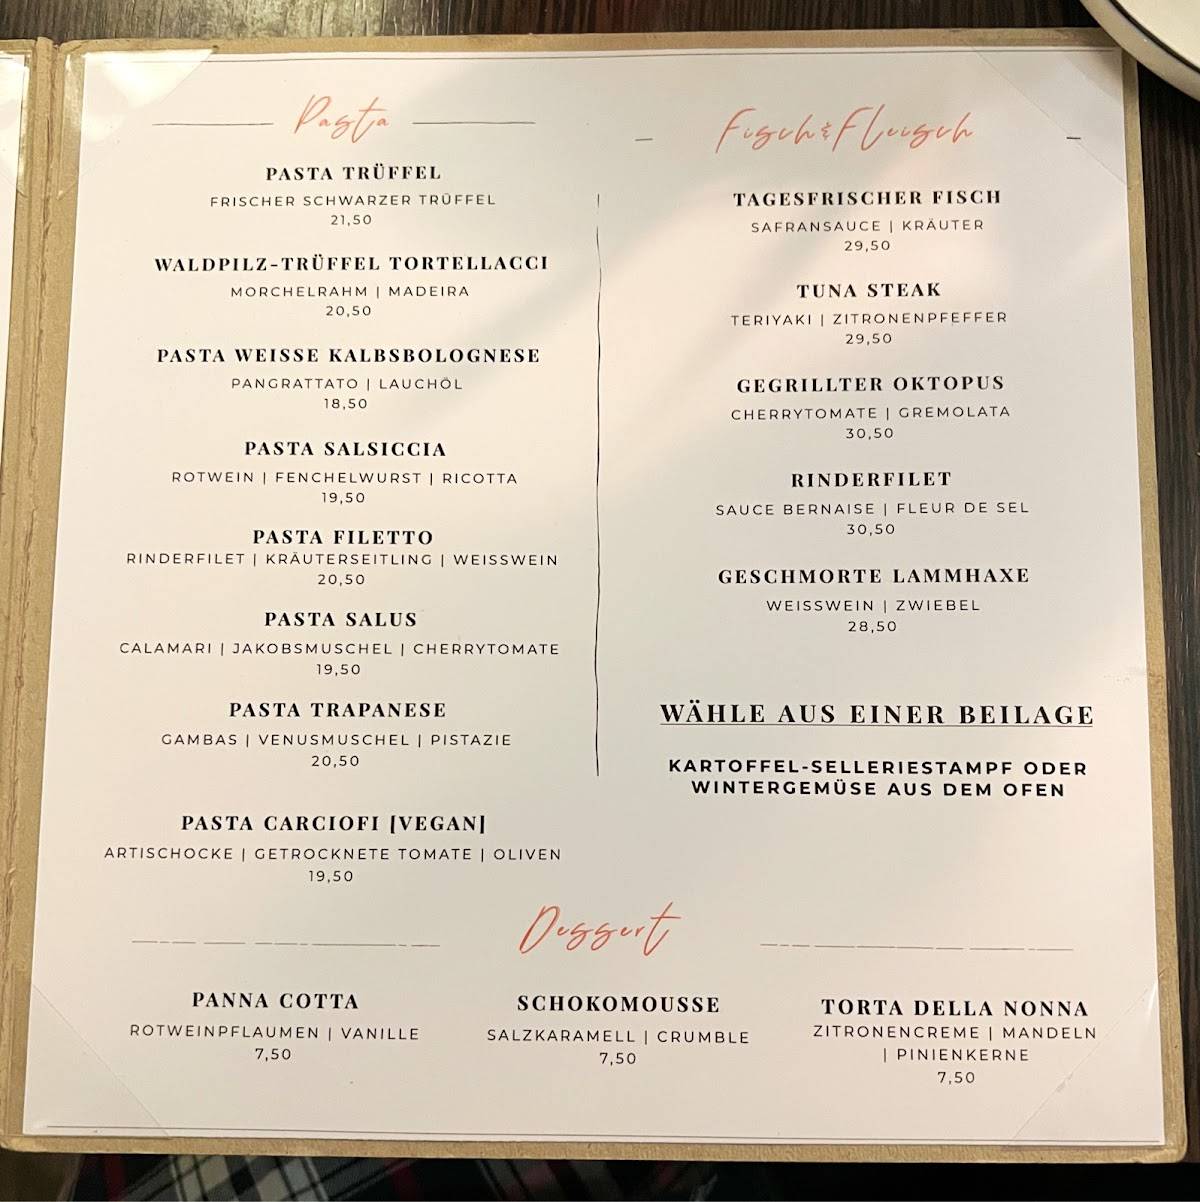 Pasta
PASTA TRÜFFEL
FRISCHER SCHWARZER TRÜFFEL
21,50
WALDPILZ-TRÜFFEL TORTELLACCI
MORCHELRAHM | MADEIRA
20,50
PASTA WEISSE KALBSBOLOGNESE
PANGRATTATO | LAUCHÖL
18,50
PASTA SALSICCIA
ROTWEIN | FENCHELWURST | RICOTTA
19,50
PASTA FILETTO
RINDERFILET | KRÄUTERSEITLING | WEISSWEIN
20,50
PASTA SALUS
CALAMARI | JAKOBSMUSCHEL | CHERRYTOMATE
19,50
PASTA TRAPANESE
GAMBAS | VENUSMUSCHEL | PISTAZIE
20,50
PASTA CARCIOFI [VEGAN]
ARTISCHOCKE | GETROCKNETE TOMATE | OLIVEN
19,50
Fisch&Fleisch
TAGESFRISCHER FISCH
SAFRANSAUCE | KRÄUTER
29,50
TUNA STEAK
TERIYAKI | ZITRONENPFEFFER
29,50
GEGRILLTER OKTOPUS
CHERRYTOMATE | GREMOLATA
30,50
RINDERFILET
SAUCE BERNAISE | FLEUR DE SEL
30,50
GESCHMORTE LAMMHAXE
WEISSWEIN | ZWIEBEL
28,50
WÄHLE AUS EINER BEILAGE
KARTOFFEL-SELLERIESTAMPF ODER
WINTERGEMÜSE AUS DEM OFEN
Dessert
PANNA COTTA
ROTWEINPFLAUMEN | VANILLE
7,50
SCHOKOMOUSSE
SALZKARAMELL | CRUMBLE
7,50
TORTA DELLA NONNA
ZITRONENCREME | MANDELN
| PINIENKERNE
7,50